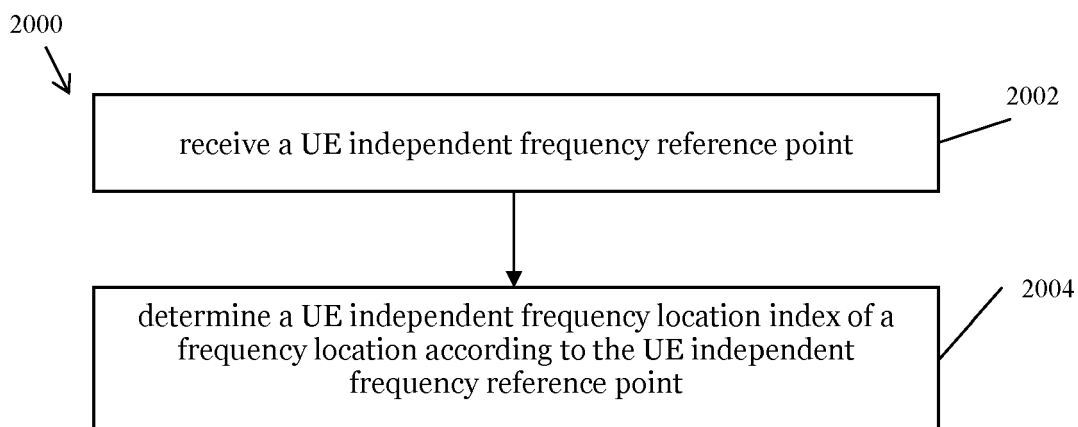 2000
2002
receive a UE independent frequency reference point
2004
determine a UE independent frequency location index of a
frequency location according to the UE independent
frequency reference point